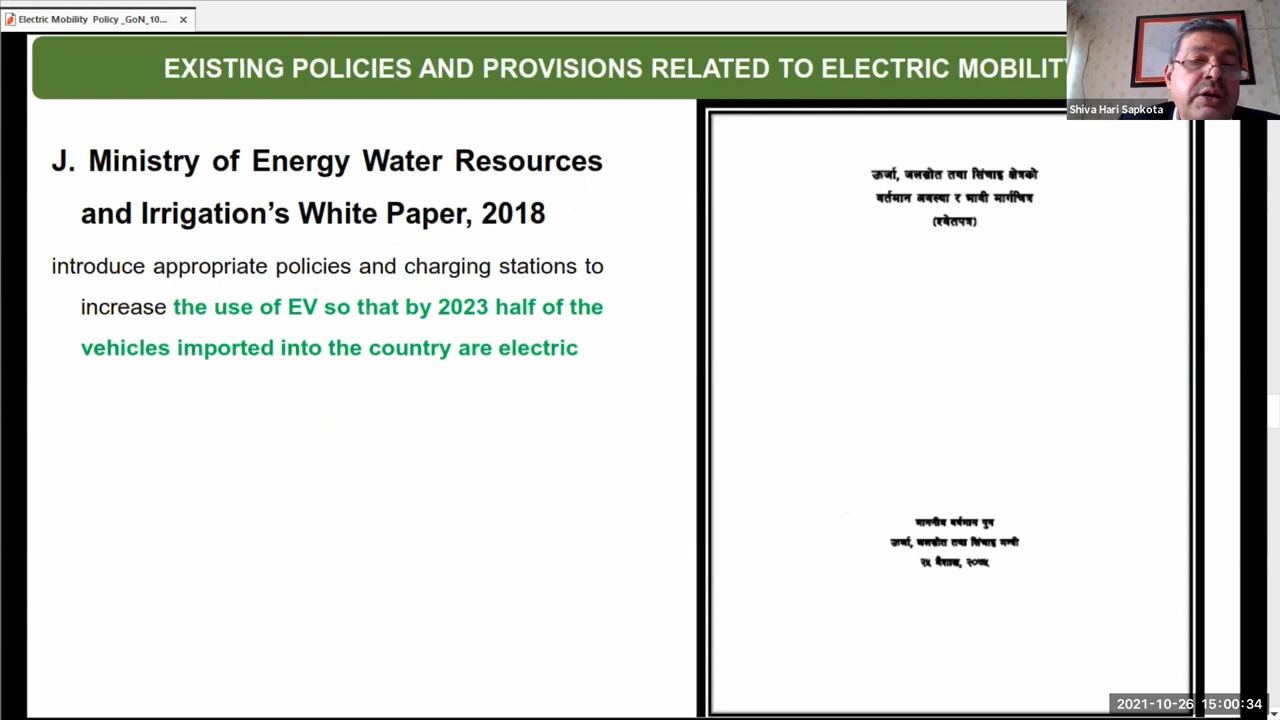 Electric Mobility Policy _GoN_10...
EXISTING POLICIES AND PROVISIONS RELATED TO ELECTRIC MOBILITY
Shiva Hari Sapkota
J. Ministry of Energy Water Resources
and Irrigation’s White Paper, 2018
introduce appropriate policies and charging stations to
increase the use of EV so that by 2023 half of the
vehicles imported into the country are electric
ऊर्जा, जलस्रोत तथा सिंचाइ क्षेत्रको
वर्तमान अवस्था र भावी मार्गचित्र
(श्वेतपत्र)
माननीय वर्षमान पुन
ऊर्जा, जलस्रोत तथा सिंचाइ मन्त्री
२५ बैशाख, २०७५
2021-10-26 15:00:34